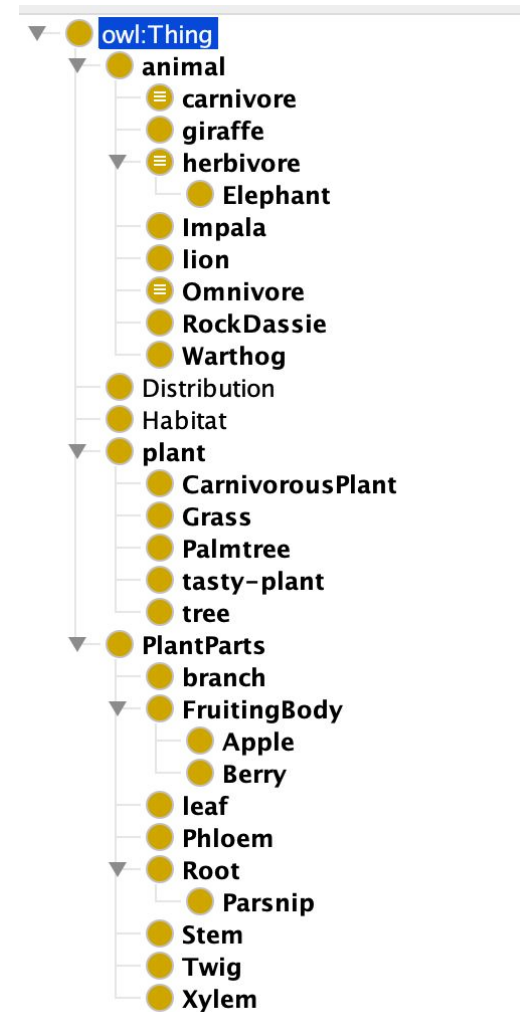 owl:Thing
animal
carnivore
giraffe
herbivore
Elephant
Impala
lion
Omnivore
RockDassie
Warthog
Distribution
Habitat
plant
CarnivorousPlant
Grass
Palmtree
tasty-plant
tree
PlantParts
branch
FruitingBody
Apple
Berry
leaf
Phloem
Root
Parsnip
Stem
Twig
Xylem